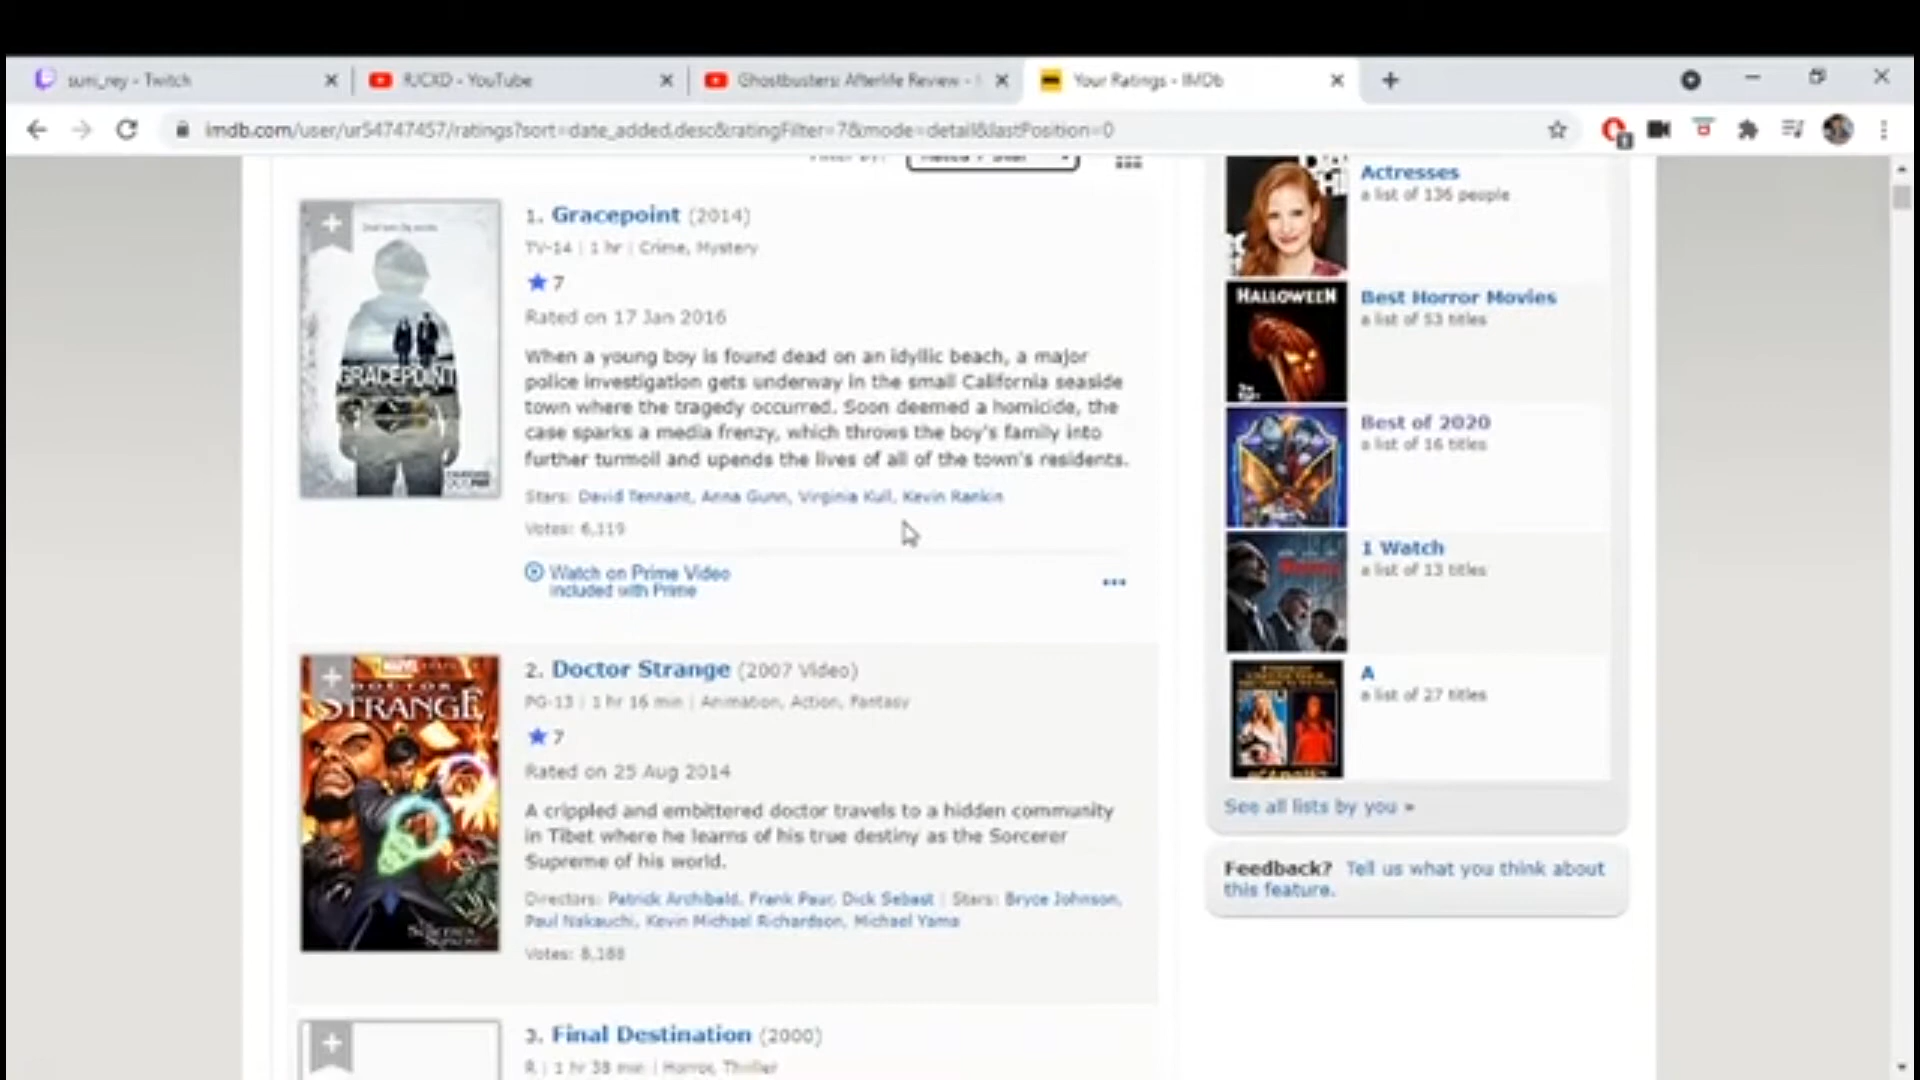 suni_rey - Twitch
RJCXD - YouTube
Ghostbusters: Afterlife Review -
Your Ratings - IMDb
imdb.com/user/ur54747457/ratings?sort=date_added,desc&ratingFilter=7&mode=detail&lastPosition=0
1. Gracepoint (2014)
TV-14 | 1 hr | Crime, Mystery
7
Rated on 17 Jan 2016
When a young boy is found dead on an idyllic beach, a major
police investigation gets underway in the small California seaside
town where the tragedy occurred. Soon deemed a homicide, the
case sparks a media frenzy, which throws the boy's family into
further turmoil and upends the lives of all of the town's residents.
Stars: David Tennant, Anna Gunn, Virginia Kull, Kevin Rankin
Votes: 6,119
Watch on Prime Video
included with Prime
GRACEPOINT
2. Doctor Strange (2007 Video)
PG-13 | 1 hr 16 min | Animation, Action, Fantasy
7
Rated on 25 Aug 2014
A crippled and embittered doctor travels to a hidden community
in Tibet where he learns of his true destiny as the Sorcerer
Supreme of his world.
Directors: Patrick Archibald, Frank Paur, Dick Sebast | Stars: Bryce Johnson,
Paul Nakauchi, Kevin Michael Richardson, Michael Yama
Votes: 8,188
MARVEL
DOCTOR
STRANGE
3. Final Destination (2000)
R | 1 hr 38 min | Horror, Thriller
Actresses
a list of 136 people
HALLOWEEN
Best Horror Movies
a list of 53 titles
Best of 2020
a list of 16 titles
1 Watch
a list of 13 titles
A
a list of 27 titles
See all lists by you »
Feedback? Tell us what you think about
this feature.